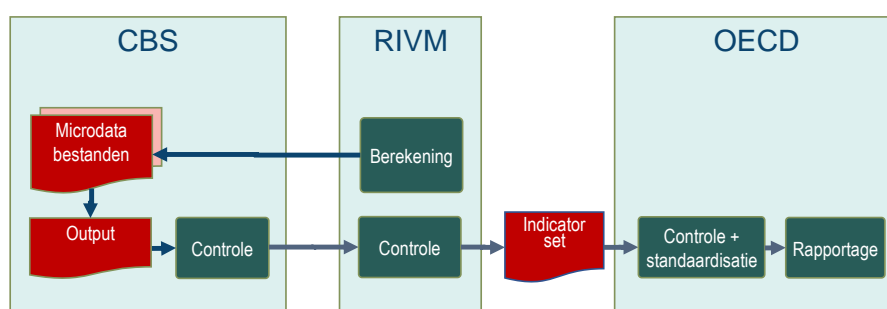 CBS
RIVM
OECD
Microdata
bestanden
Berekening
Output
Controle
Controle
Indicator
set
Controle +
standaardisatie
Rapportage